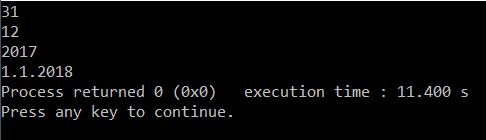 31
12
2017
1.1.2018
Process returned 0 (0x0)   execution time : 11.400 s
Press any key to continue.